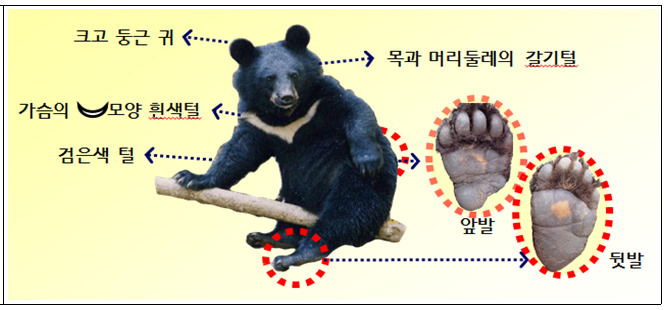 크고 둥근 귀
목과 머리둘레의 갈기털
가슴의 모양 흰색털
검은색 털
앞발
뒷발